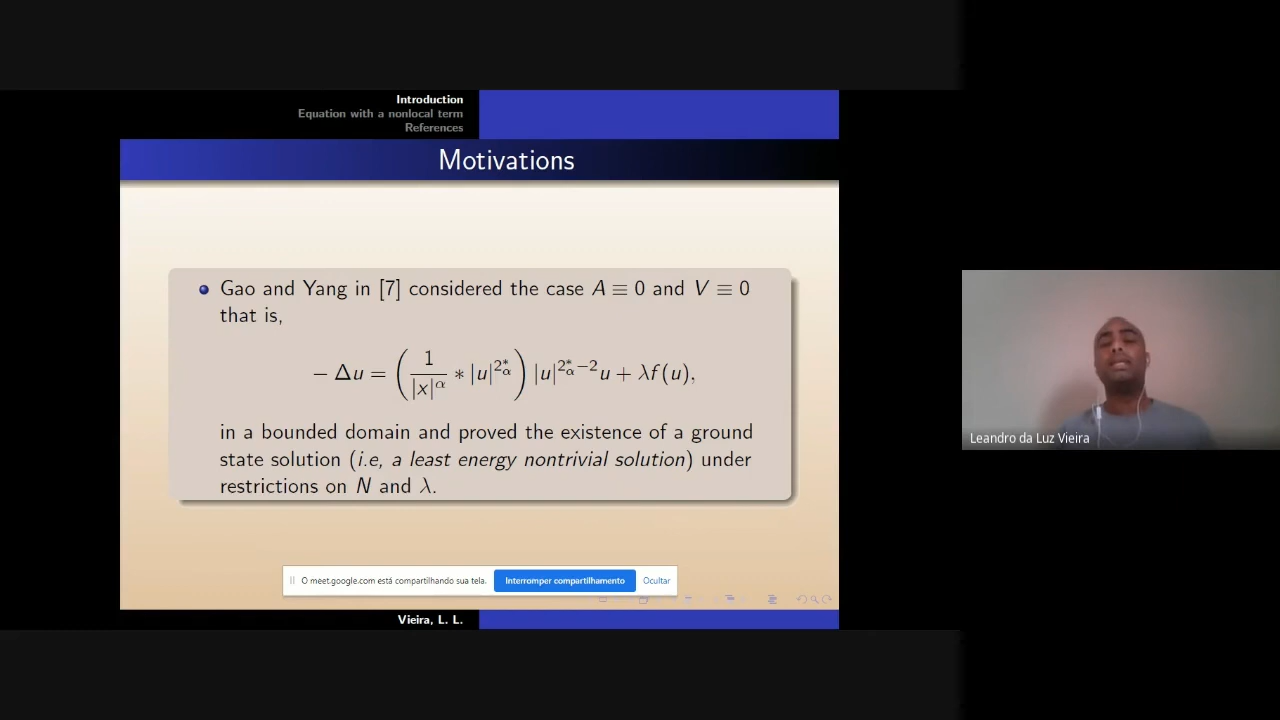 Introduction
Equation with a nonlocal term
References
Motivations
Gao and Yang in [7] considered the case A ≡ 0 and V ≡ 0
that is,
− Δu = ( 1/|x|^α ∗ |u|^{2*_α} ) |u|^{2*_α−2}u + λf(u),
in a bounded domain and proved the existence of a ground
state solution (i.e, a least energy nontrivial solution) under
restrictions on N and λ.
O meet.google.com está compartilhando sua tela. Interromper compartilhamento Ocultar
Vieira, L. L.
Leandro da Luz Vieira